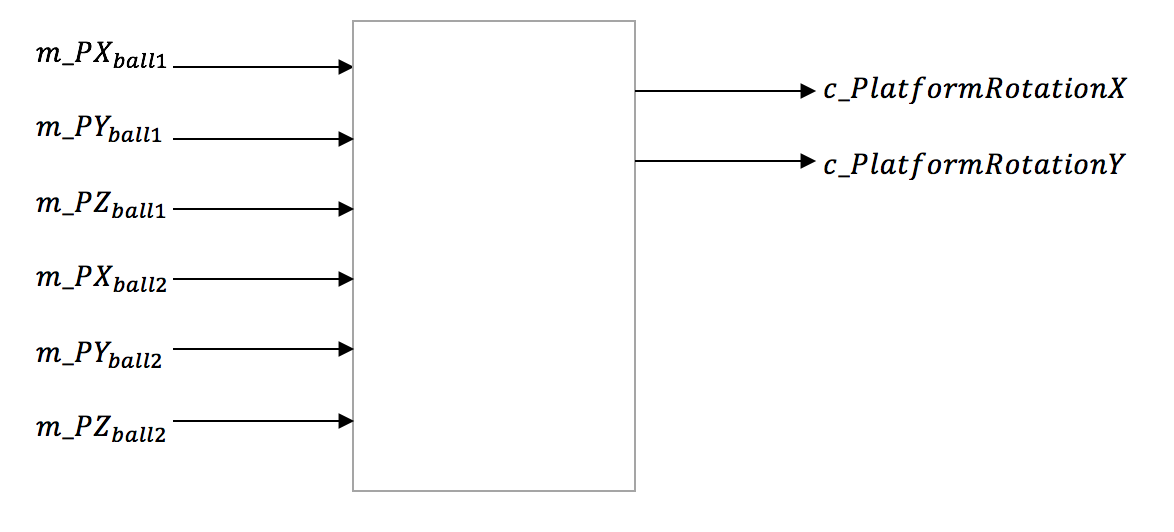 m_PX_ball1
m_PY_ball1
m_PZ_ball1
m_PX_ball2
m_PY_ball2
m_PZ_ball2
c_PlatformRotationX
c_PlatformRotationY